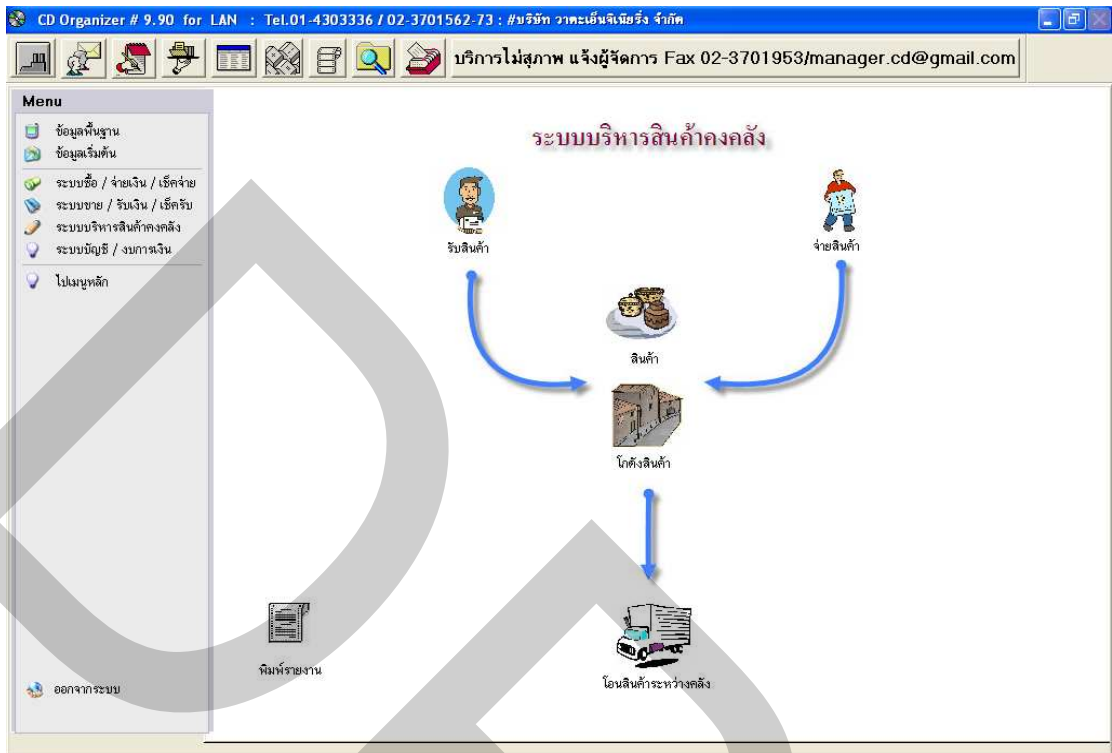 CD Organizer # 9.90 for LAN : Tel.01-4303336 / 02-3701562-73 : #บริษัท วาตะเอ็นจิเนียริ่ง จำกัด
บริการไม่สุภาพ แจ้งผู้จัดการ Fax 02-3701953/manager.cd@gmail.com
Menu
ข้อมูลพื้นฐาน
ข้อมูลเริ่มต้น
ระบบซื้อ / จ่ายเงิน / เช็คจ่าย
ระบบขาย / รับเงิน / เช็ครับ
ระบบบริหารสินค้าคงคลัง
ระบบบัญชี / งบการเงิน
ไปเมนูหลัก
ออกจากระบบ
ระบบบริหารสินค้าคงคลัง
รับสินค้า
จ่ายสินค้า
สินค้า
โกดังสินค้า
พิมพ์รายงาน
โอนสินค้าระหว่างคลัง